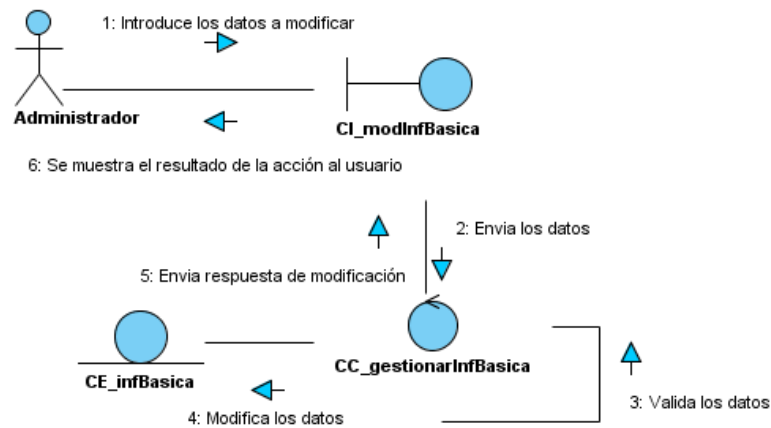 1: Introduce los datos a modificar
Administrador
CI_modInfBasica
6: Se muestra el resultado de la acción al usuario
2: Envia los datos
5: Envia respuesta de modificación
CE_infBasica
CC_gestionarInfBasica
4: Modifica los datos
3: Valida los datos